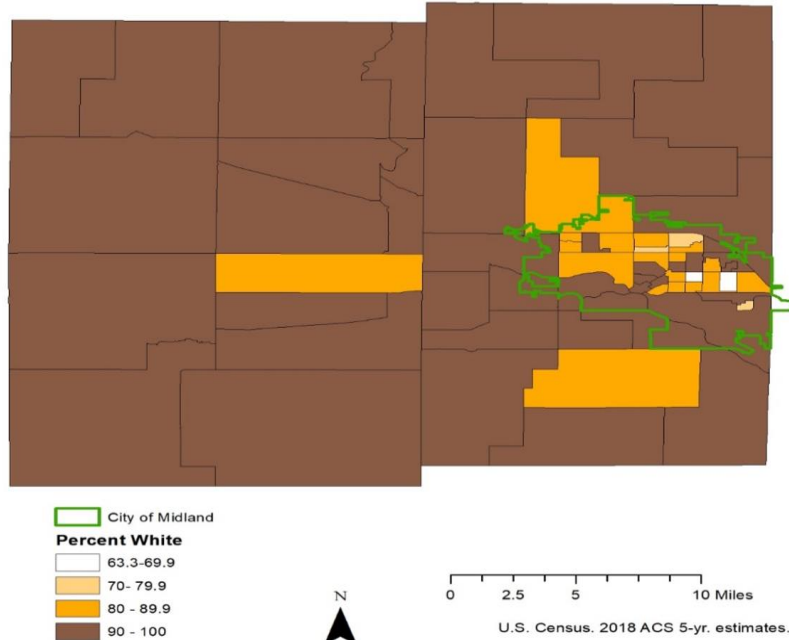 City of Midland
Percent White
63.3-69.9
70- 79.9
80 - 89.9
90 - 100
N
0 2.5 5 10 Miles
U.S. Census. 2018 ACS 5-yr. estimates.